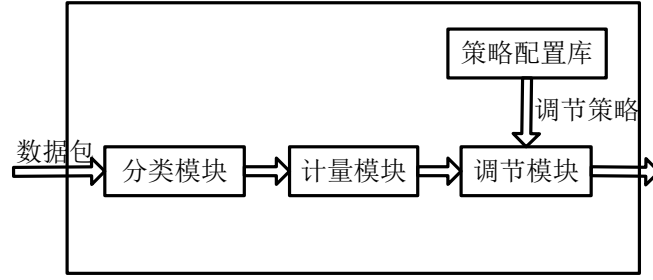 策略配置库
调节策略
数据包
分类模块
计量模块
调节模块